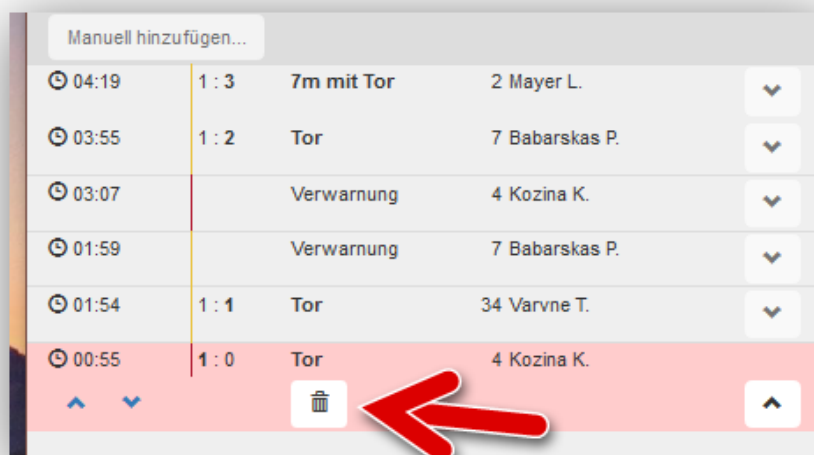 Manuell hinzufügen...
04:19 1 : 3 7m mit Tor 2 Mayer L.
03:55 1 : 2 Tor 7 Babarskas P.
03:07 Verwarnung 4 Kozina K.
01:59 Verwarnung 7 Babarskas P.
01:54 1 : 1 Tor 34 Varvne T.
00:55 1 : 0 Tor 4 Kozina K.